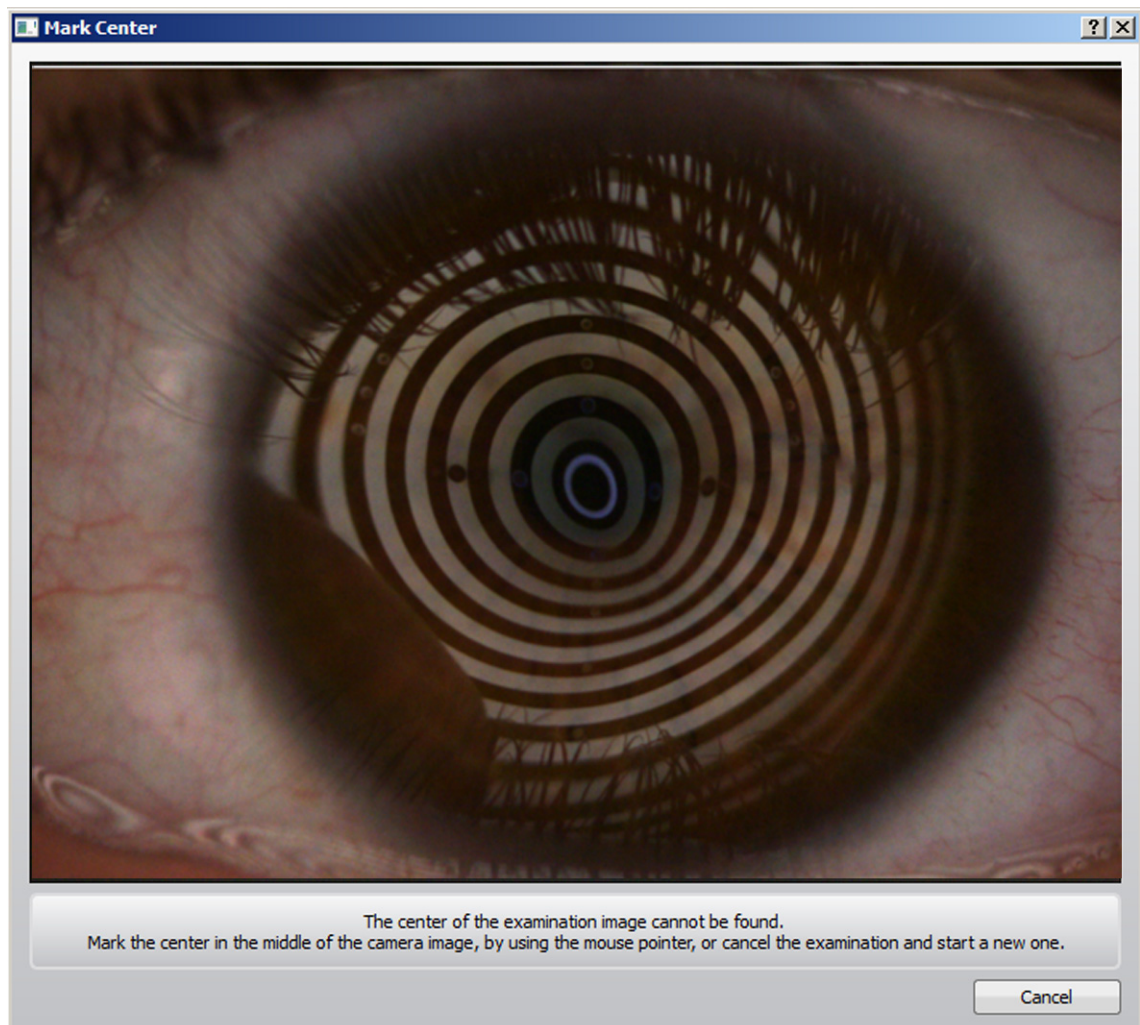 Mark Center
The center of the examination image cannot be found.
Mark the center in the middle of the camera image, by using the mouse pointer, or cancel the examination and start a new one.
Cancel